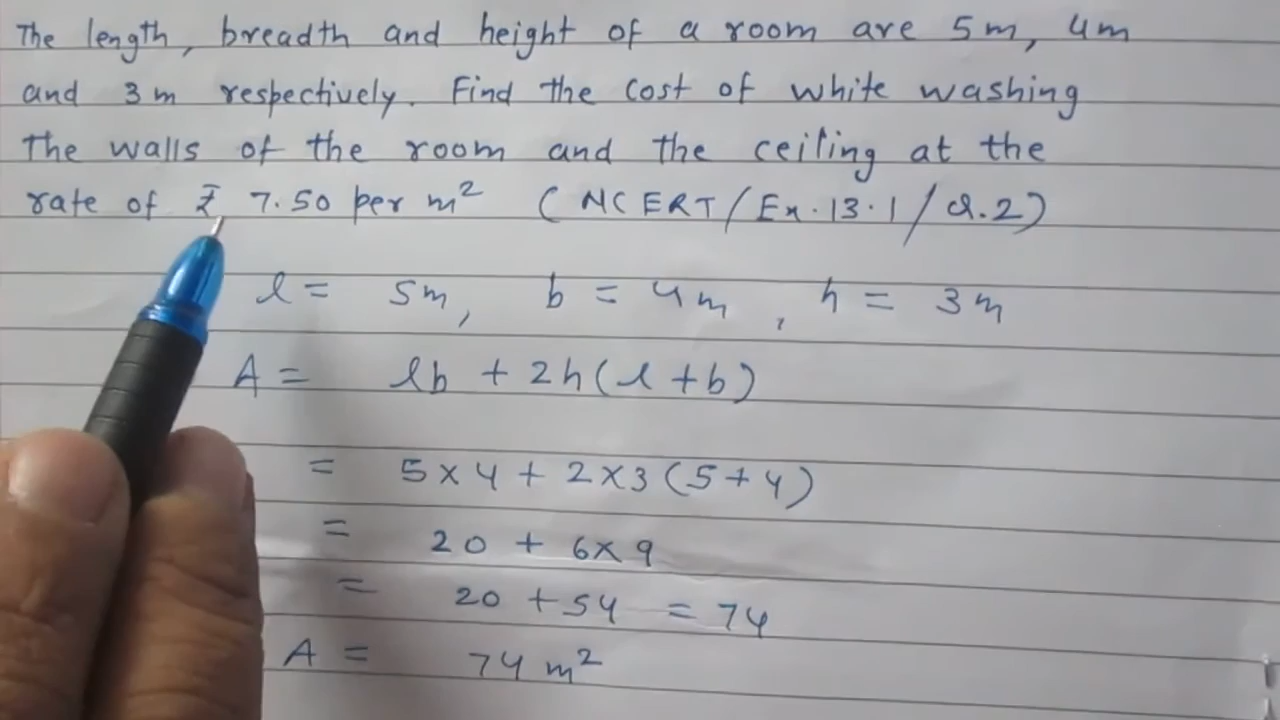 The length, breadth and height of a room are 5m, 4m
and 3m respectively. Find the cost of white washing
The walls of the room and the ceiling at the
rate of ₹ 7.50 per m² (NCERT/Ex.13.1/Q.2)
l = 5m, b = 4m, h = 3m
A = lb + 2h(l+b)
= 5×4 + 2×3(5+4)
= 20 + 6×9
= 20 + 54 = 74
A = 74 m²